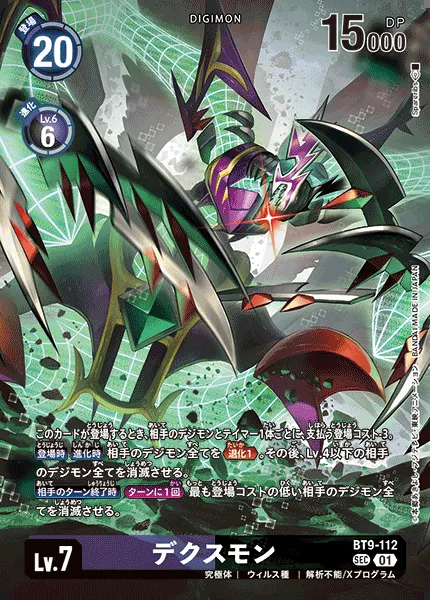 DIGIMON
登場
20
15000
DP
進化
Lv.6
6
Sparuelas
このカードが登場するとき、相手のデジモンとテイマー1体ごとに、支払う登場コスト-3。
登場時 進化時 相手のデジモン全てを 退化1 。その後、Lv.4以下の相手
のデジモン全てを消滅させる。
相手のターン終了時 ターンに1回 最も登場コストの低い相手のデジモン全
てを消滅させる。
Lv.7
デクスモン
BT9-112
SEC 01
究極体 | ウィルス種 | 解析不能/Xプログラム
BANDAI MADE IN JAPAN